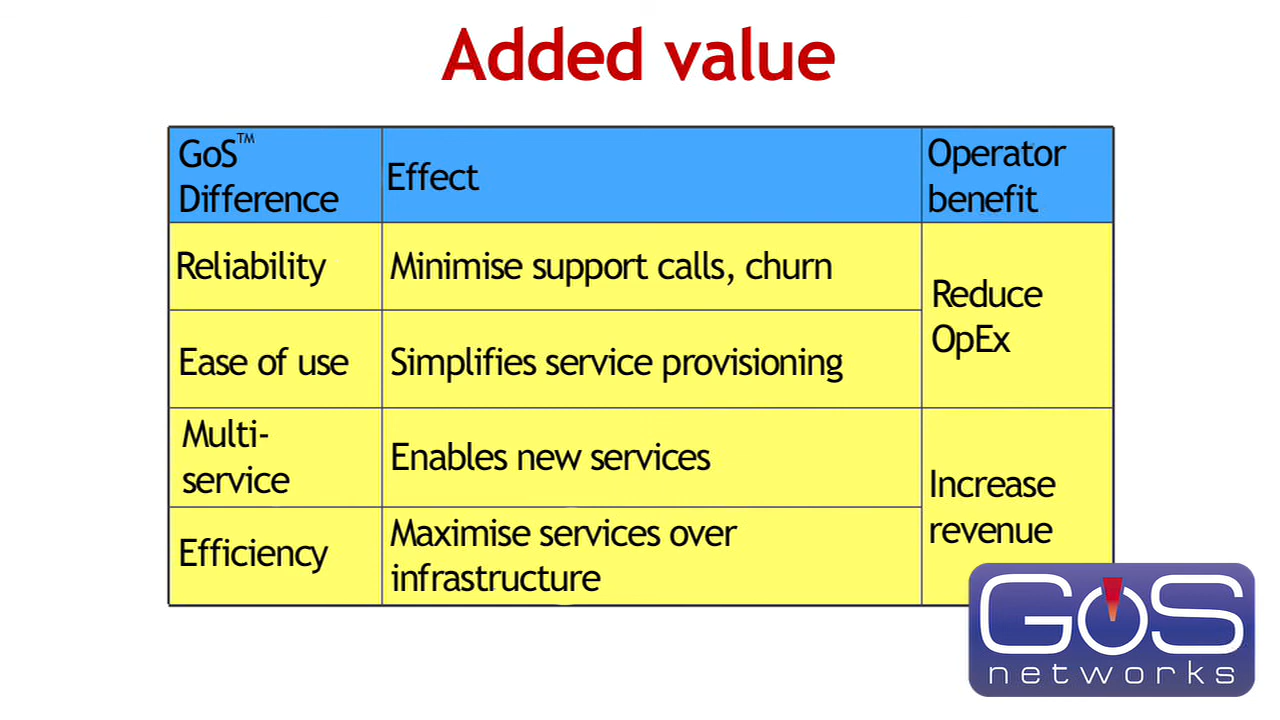 Added value
GoS™
Difference
Effect
Operator
benefit
Reliability
Minimise support calls, churn
Reduce
OpEx
Ease of use
Simplifies service provisioning
Multi-
service
Enables new services
Increase
revenue
Efficiency
Maximise services over
infrastructure
GoS
networks